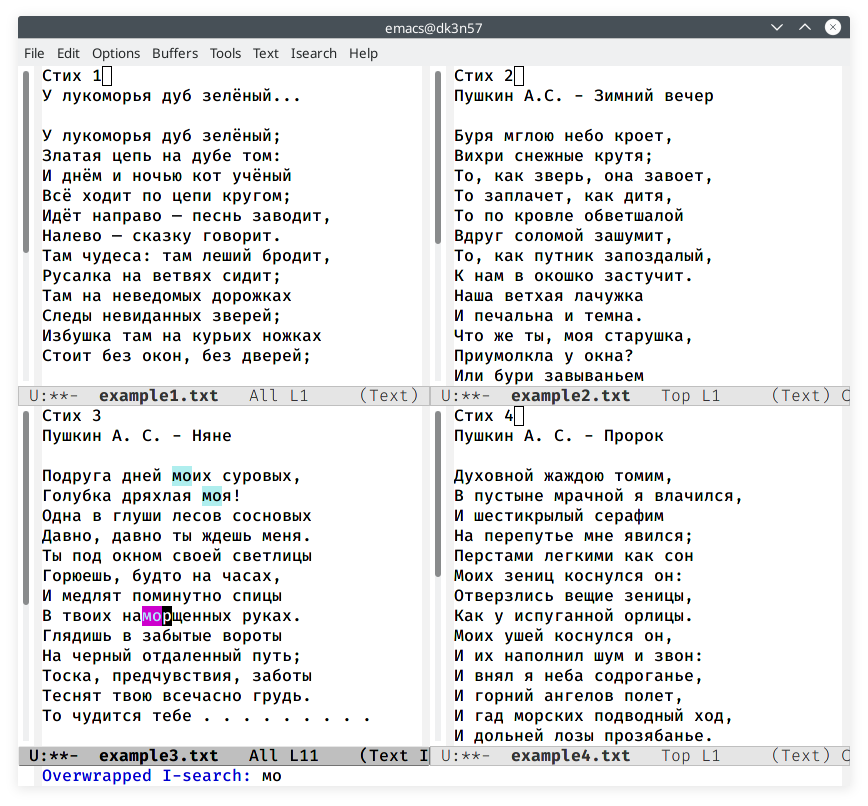 emacs@dk3n57
File Edit Options Buffers Tools Text Isearch Help
Стих 1
У лукоморья дуб зелёный...
У лукоморья дуб зелёный;
Златая цепь на дубе том:
И днём и ночью кот учёный
Всё ходит по цепи кругом;
Идёт направо — песнь заводит,
Налево — сказку говорит.
Там чудеса: там леший бродит,
Русалка на ветвях сидит;
Там на неведомых дорожках
Следы невиданных зверей;
Избушка там на курьих ножках
Стоит без окон, без дверей;
U:**- example1.txt All L1 (Text)
Стих 2
Пушкин А.С. - Зимний вечер
Буря мглою небо кроет,
Вихри снежные крутя;
То, как зверь, она завоет,
То заплачет, как дитя,
То по кровле обветшалой
Вдруг соломой зашумит,
То, как путник запоздалый,
К нам в окошко застучит.
Наша ветхая лачужка
И печальна и темна.
Что же ты, моя старушка,
Приумолкла у окна?
Или бури завываньем
U:**- example2.txt Top L1 (Text) C
Стих 3
Пушкин А. С. - Няне
Подруга дней моих суровых,
Голубка дряхлая моя!
Одна в глуши лесов сосновых
Давно, давно ты ждешь меня.
Ты под окном своей светлицы
Горюешь, будто на часах,
И медлят поминутно спицы
В твоих наморщенных руках.
Глядишь в забытые вороты
На черный отдаленный путь;
Тоска, предчувствия, заботы
Теснят твою всечасно грудь.
То чудится тебе . . . . . . . . .
U:**- example3.txt All L11 (Text I
Стих 4
Пушкин А. С. - Пророк
Духовной жаждою томим,
В пустыне мрачной я влачился,
И шестикрылый серафим
На перепутье мне явился;
Перстами легкими как сон
Моих зениц коснулся он:
Отверзлись вещие зеницы,
Как у испуганной орлицы.
Моих ушей коснулся он,
И их наполнил шум и звон:
И внял я неба содроганье,
И горний ангелов полет,
И гад морских подводный ход,
И дольней лозы прозябанье.
U:**- example4.txt Top L1 (Text) C
Overwrapped I-search: мо